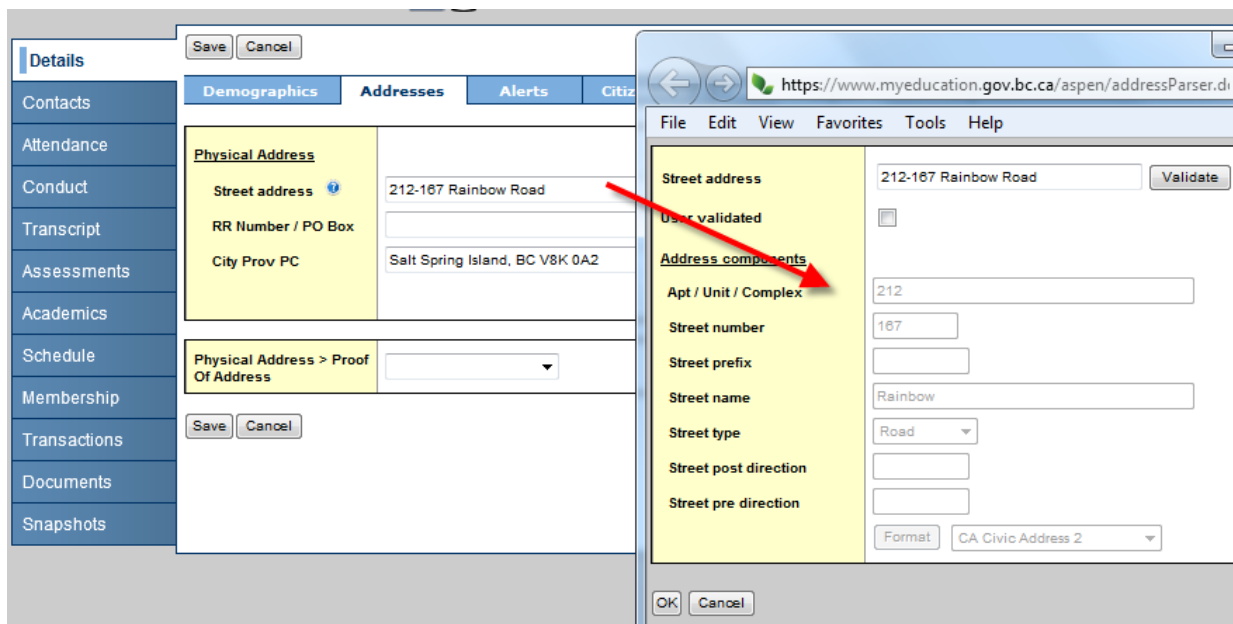 Details
Contacts
Attendance
Conduct
Transcript
Assessments
Academics
Schedule
Membership
Transactions
Documents
Snapshots
Save Cancel
Demographics Addresses Alerts
Physical Address
Street address 212-167 Rainbow Road
RR Number / PO Box
City Prov PC Salt Spring Island, BC V8K 0A2
Physical Address > Proof
Of Address
Save Cancel
https://www.myeducation.gov.bc.ca/aspen/addressParser.d
File Edit View Favorites Tools Help
Street address 212-167 Rainbow Road Validate
User validated
Address components
Apt / Unit / Complex 212
Street number 167
Street prefix
Street name Rainbow
Street type Road
Street post direction
Street pre direction
Format CA Civic Address 2
OK Cancel